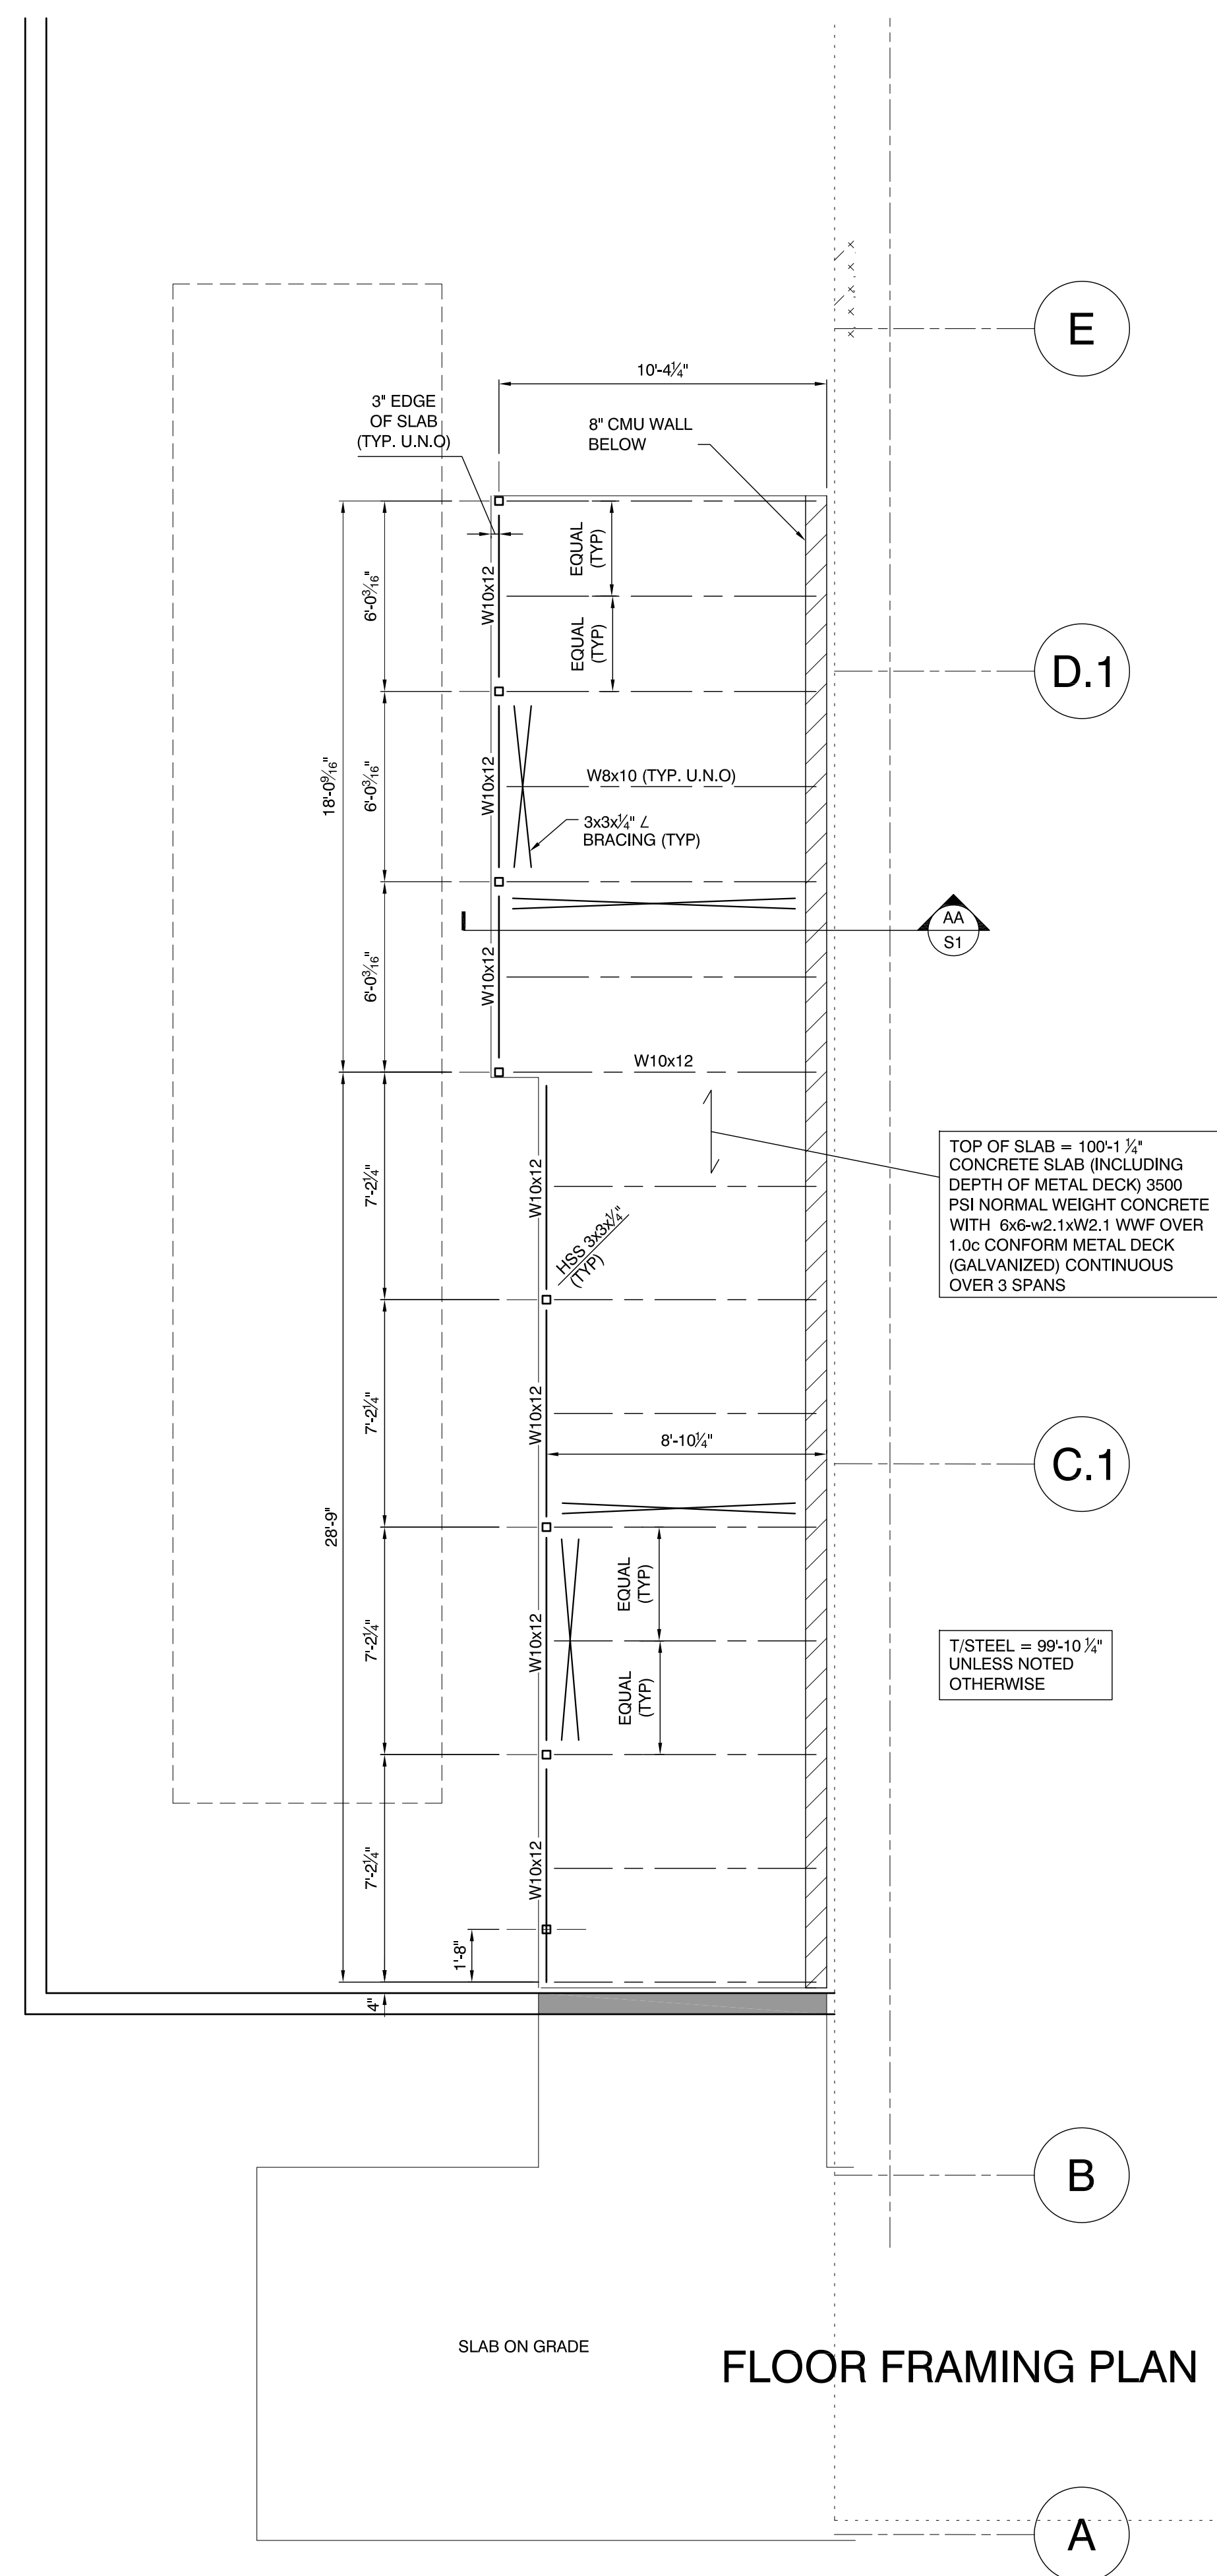 E
10'-4¼"
3" EDGE
OF SLAB
(TYP. U.N.O)
8" CMU WALL
BELOW
EQUAL
(TYP)
W10x12
6'-0³⁄₁₆"
EQUAL
(TYP)
D.1
18'-0⁹⁄₁₆"
6'-0³⁄₁₆"
W10x12
W8x10 (TYP. U.N.O)
3x3x¼" ∠
BRACING (TYP)
AA
S1
6'-0³⁄₁₆"
W10x12
W10x12
TOP OF SLAB = 100'-1 ¼"
CONCRETE SLAB (INCLUDING
DEPTH OF METAL DECK) 3500
PSI NORMAL WEIGHT CONCRETE
WITH 6x6-w2.1xW2.1 WWF OVER
1.0c CONFORM METAL DECK
(GALVANIZED) CONTINUOUS
OVER 3 SPANS
7'-2¼"
W10x12
HSS 3x3x¼"
(TYP)
7'-2¼"
W10x12
8'-10¼"
C.1
28'-9"
EQUAL
(TYP)
7'-2¼"
W10x12
EQUAL
(TYP)
T/STEEL = 99'-10 ¼"
UNLESS NOTED
OTHERWISE
7'-2¼"
W10x12
1'-8"
4"
B
SLAB ON GRADE
FLOOR FRAMING PLAN
A